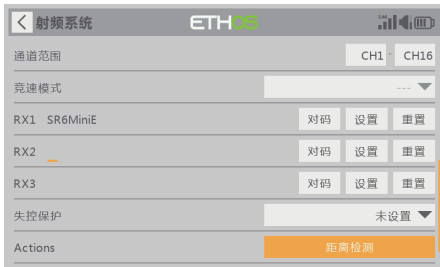 射频系统 ETHOS 2.4G
通道范围 CH1 - CH16
竞速模式 ---
RX1 SR6MiniE 对码 设置 重置
RX2 对码 设置 重置
RX3 对码 设置 重置
失控保护 未设置
Actions 距离检测